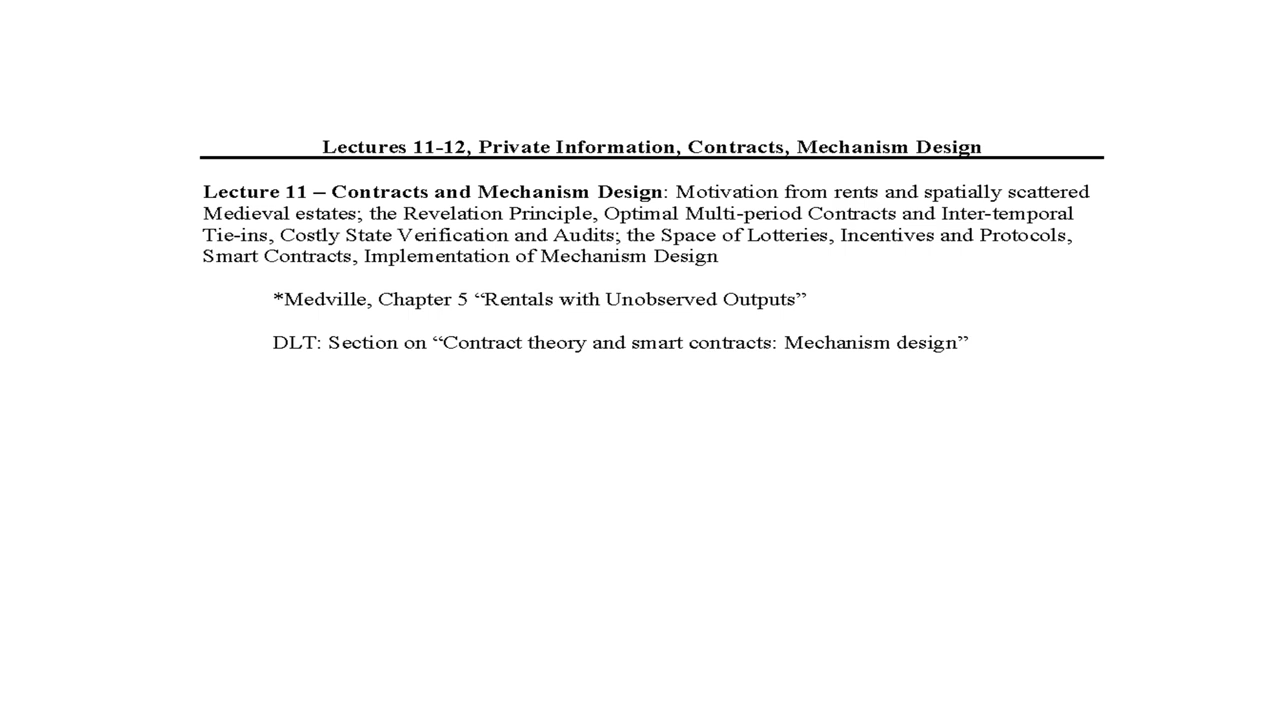 Lectures 11-12, Private Information, Contracts, Mechanism Design
Lecture 11 – Contracts and Mechanism Design: Motivation from rents and spatially scattered
Medieval estates; the Revelation Principle, Optimal Multi-period Contracts and Inter-temporal
Tie-ins, Costly State Verification and Audits; the Space of Lotteries, Incentives and Protocols,
Smart Contracts, Implementation of Mechanism Design
*Medville, Chapter 5 “Rentals with Unobserved Outputs”
DLT: Section on “Contract theory and smart contracts: Mechanism design”